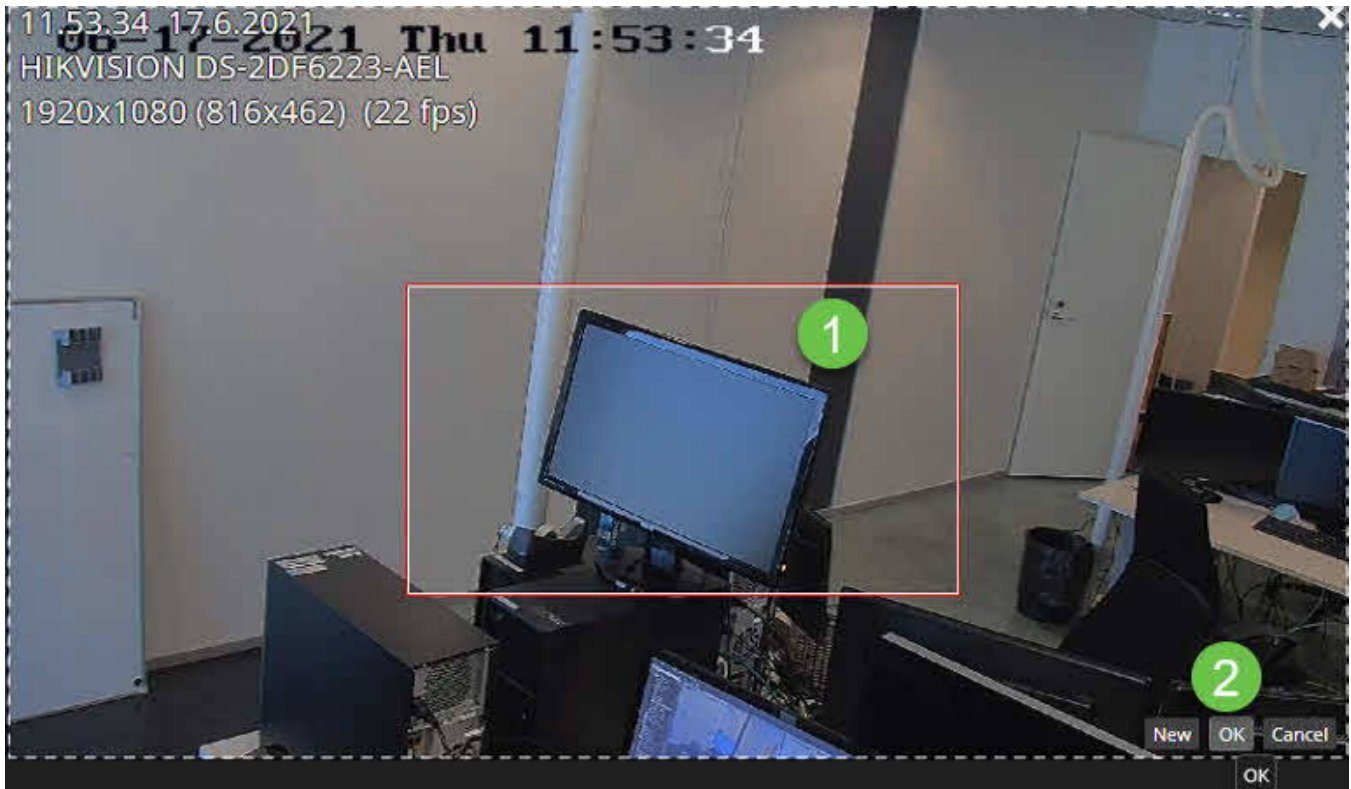 11.53.34 17.6.2021
06-17-2021 Thu 11:53:34
HIKVISION DS-2DF6223-AEL
1920x1080 (816x462) (22 fps)
1
2
New OK Cancel
OK